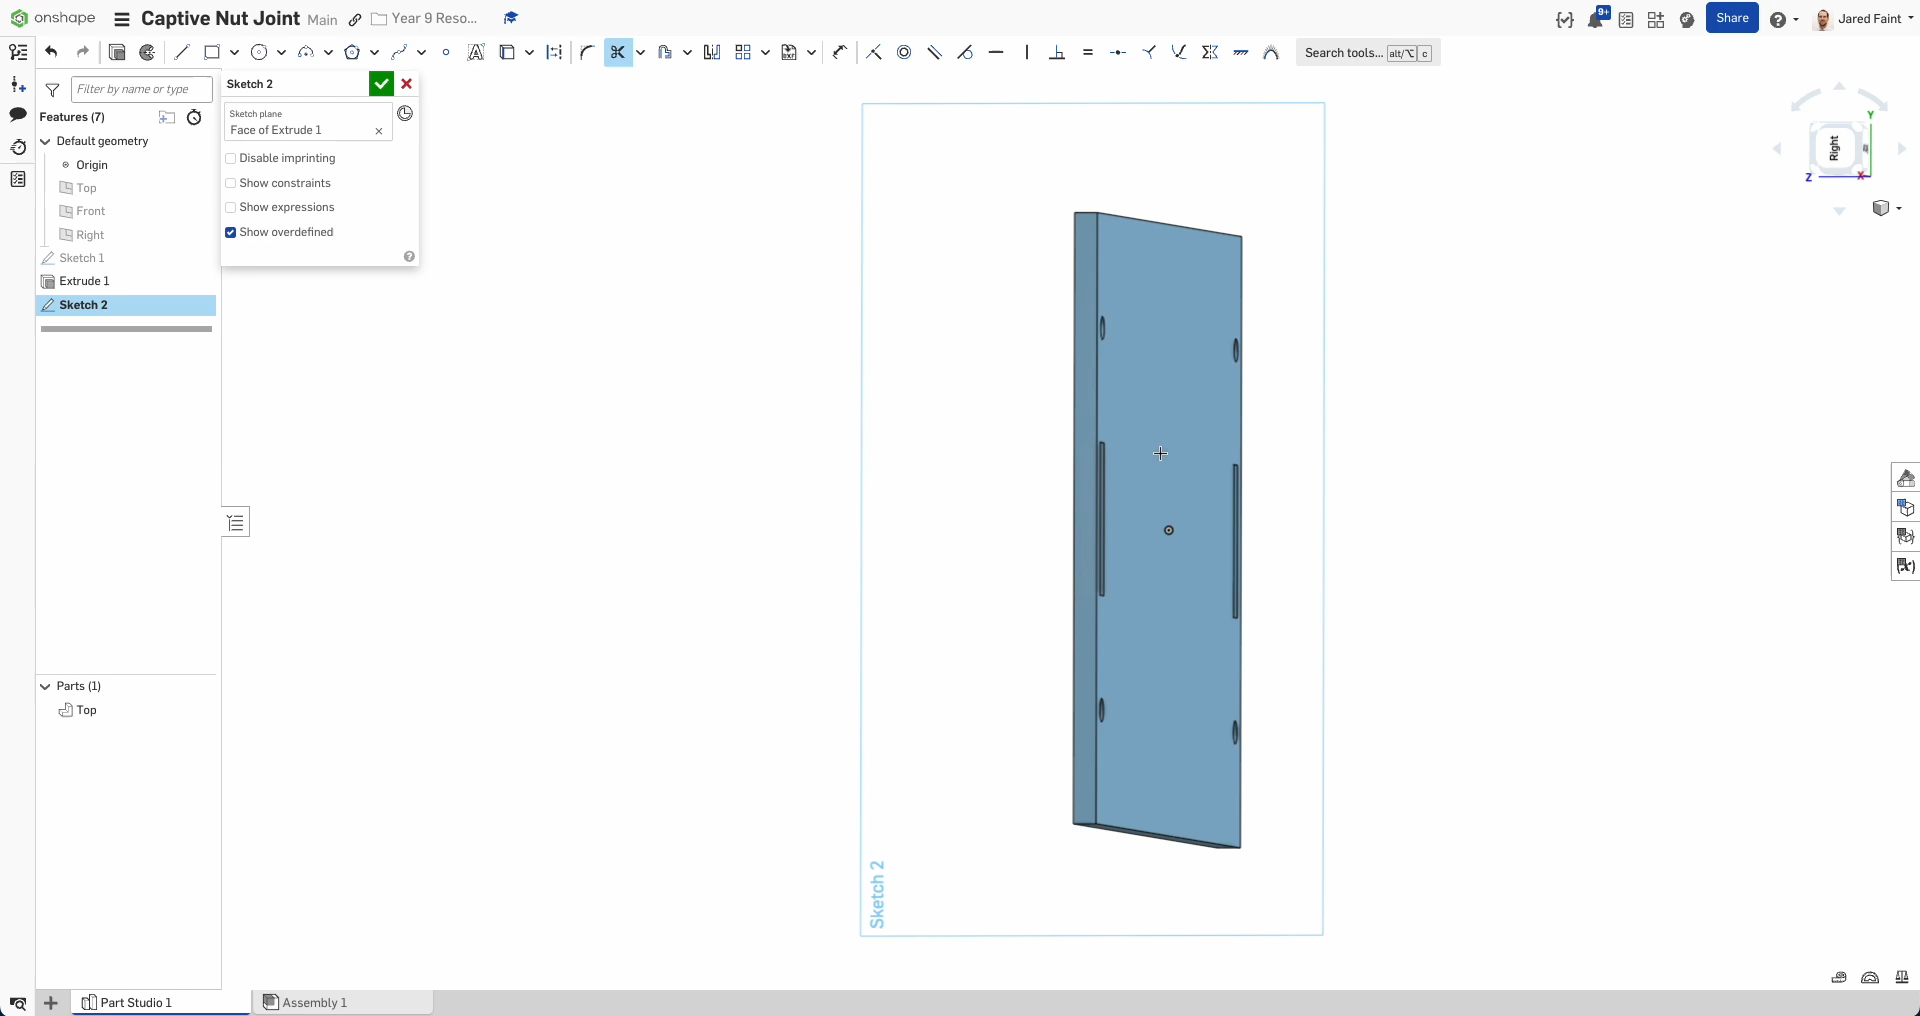 onshape
Captive Nut Joint Main Year 9 Reso...
9+
Share
Jared Faint
Search tools... alt/⌥ c
Filter by name or type
Features (7)
Default geometry
Origin
Top
Front
Right
Sketch 1
Extrude 1
Sketch 2
Sketch 2
Sketch plane
Face of Extrude 1
Disable imprinting
Show constraints
Show expressions
Show overdefined
Y
Right
Z
X
Sketch 2
Parts (1)
Top
Part Studio 1
Assembly 1